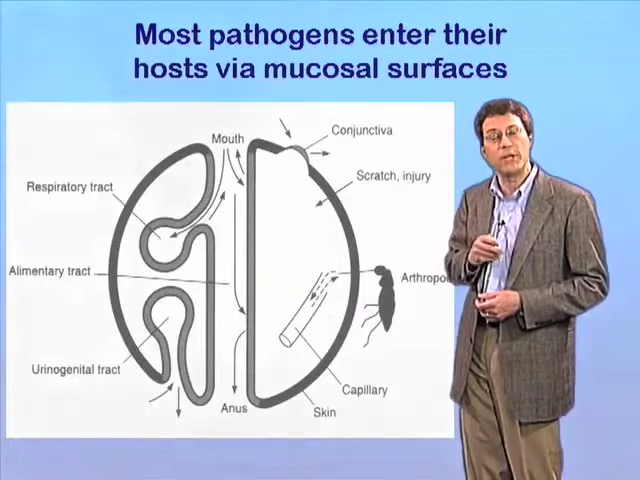 Most pathogens enter their
hosts via mucosal surfaces
Mouth
Conjunctiva
Respiratory tract
Scratch, injury
Alimentary tract
Arthropo
Urinogenital tract
Capillary
Anus
Skin